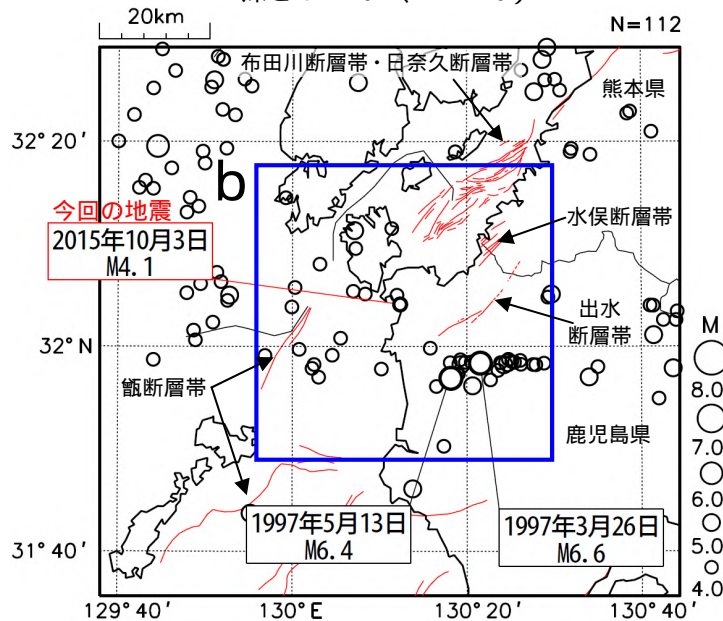 20km
N=112
布田川断層帯・日奈久断層帯
熊本県
32°20′
b
今回の地震
2015年10月3日
M4.1
水俣断層帯
出水
断層帯
M
32°N
甑断層帯
8.0
鹿児島県
7.0
6.0
1997年5月13日
M6.4
1997年3月26日
M6.6
5.0
31°40′
4.0
129°40′
130°E
130°20′
130°40′